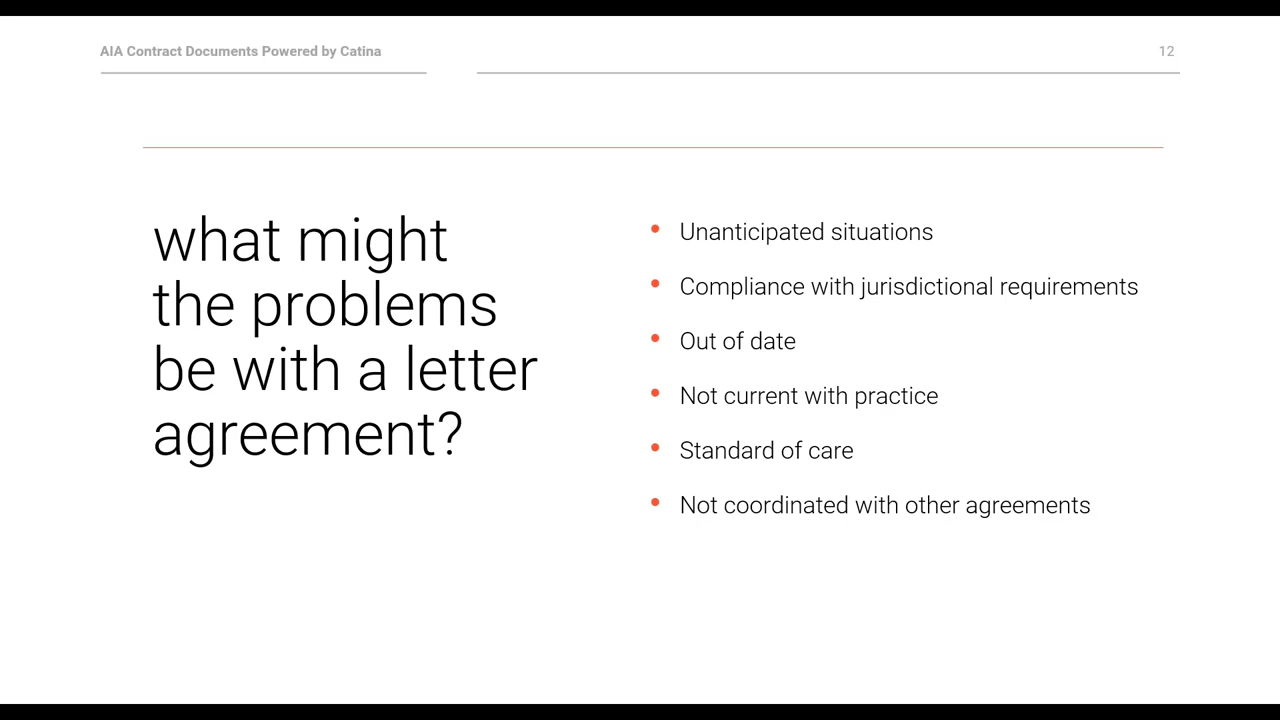 AIA Contract Documents Powered by Catina
12
what might
the problems
be with a letter
agreement?
• Unanticipated situations
• Compliance with jurisdictional requirements
• Out of date
• Not current with practice
• Standard of care
• Not coordinated with other agreements